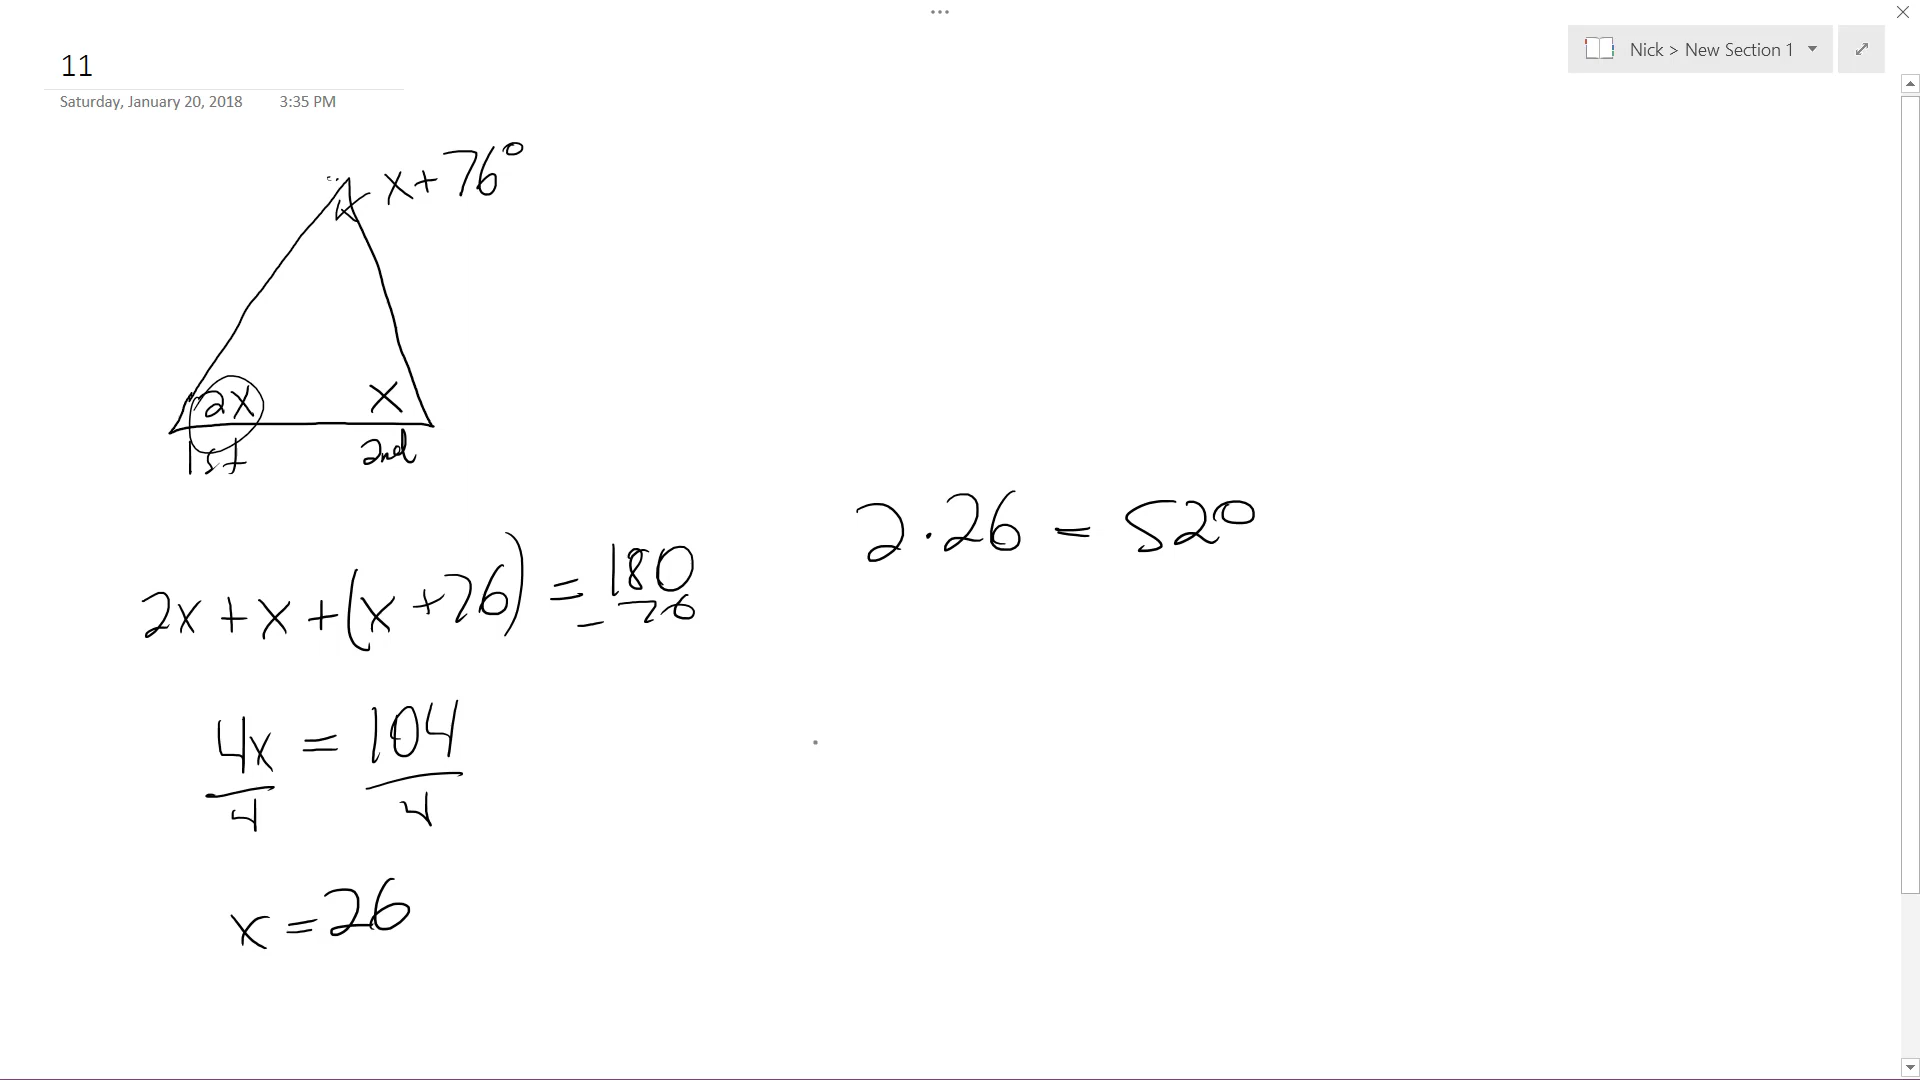 Nick > New Section 1
11
Saturday, January 20, 2018 3:35 PM
x+76°
2x x
1st 2nd
2x+x+(x+76)=180
-76
2·26=52°
4x=104
4 4
x=26